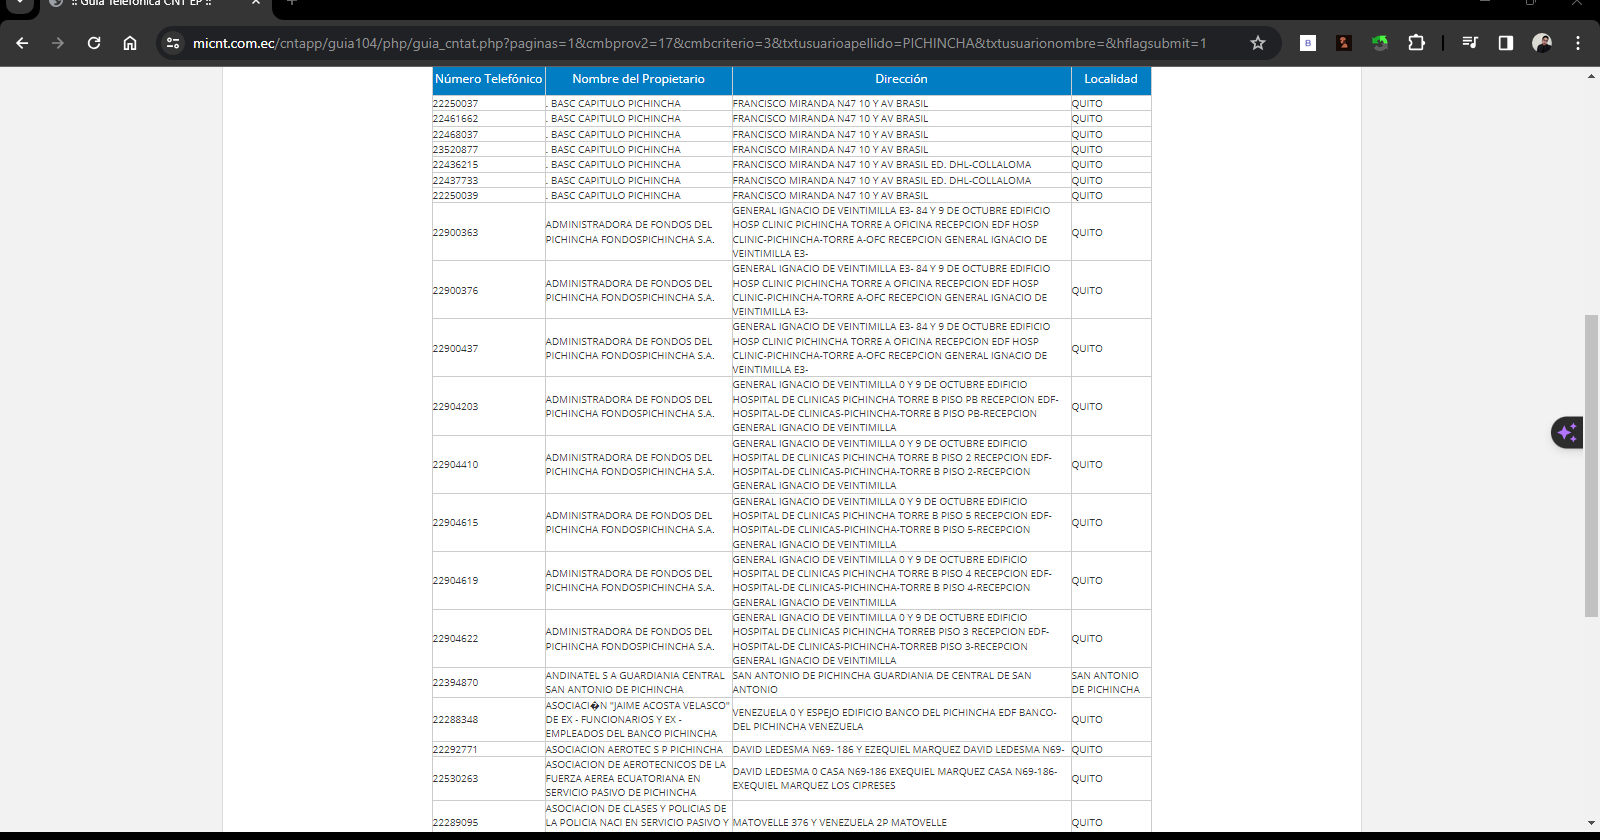 :: Guia Telefonica CNT EP ::
micnt.com.ec/cntapp/guia104/php/guia_cntat.php?paginas=1&cmbprov2=17&cmbcriterio=3&txtusuarioapellido=PICHINCHA&txtusuarionombre=&hflagsubmit=1
B
Número Telefónico Nombre del Propietario Dirección Localidad
22250037 . BASC CAPITULO PICHINCHA FRANCISCO MIRANDA N47 10 Y AV BRASIL QUITO
22461662 . BASC CAPITULO PICHINCHA FRANCISCO MIRANDA N47 10 Y AV BRASIL QUITO
22468037 . BASC CAPITULO PICHINCHA FRANCISCO MIRANDA N47 10 Y AV BRASIL QUITO
23520877 . BASC CAPITULO PICHINCHA FRANCISCO MIRANDA N47 10 Y AV BRASIL QUITO
22436215 . BASC CAPITULO PICHINCHA FRANCISCO MIRANDA N47 10 Y AV BRASIL ED. DHL-COLLALOMA QUITO
22437733 . BASC CAPITULO PICHINCHA FRANCISCO MIRANDA N47 10 Y AV BRASIL ED. DHL-COLLALOMA QUITO
22250039 . BASC CAPITULO PICHINCHA FRANCISCO MIRANDA N47 10 Y AV BRASIL QUITO
22900363
ADMINISTRADORA DE FONDOS DEL
PICHINCHA FONDOSPICHINCHA S.A.
GENERAL IGNACIO DE VEINTIMILLA E3- 84 Y 9 DE OCTUBRE EDIFICIO
HOSP CLINIC PICHINCHA TORRE A OFICINA RECEPCION EDF HOSP
CLINIC-PICHINCHA-TORRE A-OFC RECEPCION GENERAL IGNACIO DE
VEINTIMILLA E3-
QUITO
22900376
ADMINISTRADORA DE FONDOS DEL
PICHINCHA FONDOSPICHINCHA S.A.
GENERAL IGNACIO DE VEINTIMILLA E3- 84 Y 9 DE OCTUBRE EDIFICIO
HOSP CLINIC PICHINCHA TORRE A OFICINA RECEPCION EDF HOSP
CLINIC-PICHINCHA-TORRE A-OFC RECEPCION GENERAL IGNACIO DE
VEINTIMILLA E3-
QUITO
22900437
ADMINISTRADORA DE FONDOS DEL
PICHINCHA FONDOSPICHINCHA S.A.
GENERAL IGNACIO DE VEINTIMILLA E3- 84 Y 9 DE OCTUBRE EDIFICIO
HOSP CLINIC PICHINCHA TORRE A OFICINA RECEPCION EDF HOSP
CLINIC-PICHINCHA-TORRE A-OFC RECEPCION GENERAL IGNACIO DE
VEINTIMILLA E3-
QUITO
22904203
ADMINISTRADORA DE FONDOS DEL
PICHINCHA FONDOSPICHINCHA S.A.
GENERAL IGNACIO DE VEINTIMILLA 0 Y 9 DE OCTUBRE EDIFICIO
HOSPITAL DE CLINICAS PICHINCHA TORRE B PISO PB RECEPCION EDF-
HOSPITAL-DE CLINICAS-PICHINCHA-TORRE B PISO PB-RECEPCION
GENERAL IGNACIO DE VEINTIMILLA
QUITO
22904410
ADMINISTRADORA DE FONDOS DEL
PICHINCHA FONDOSPICHINCHA S.A.
GENERAL IGNACIO DE VEINTIMILLA 0 Y 9 DE OCTUBRE EDIFICIO
HOSPITAL DE CLINICAS PICHINCHA TORRE B PISO 2 RECEPCION EDF-
HOSPITAL-DE CLINICAS-PICHINCHA-TORRE B PISO 2-RECEPCION
GENERAL IGNACIO DE VEINTIMILLA
QUITO
22904615
ADMINISTRADORA DE FONDOS DEL
PICHINCHA FONDOSPICHINCHA S.A.
GENERAL IGNACIO DE VEINTIMILLA 0 Y 9 DE OCTUBRE EDIFICIO
HOSPITAL DE CLINICAS PICHINCHA TORRE B PISO 5 RECEPCION EDF-
HOSPITAL-DE CLINICAS-PICHINCHA-TORRE B PISO 5-RECEPCION
GENERAL IGNACIO DE VEINTIMILLA
QUITO
22904619
ADMINISTRADORA DE FONDOS DEL
PICHINCHA FONDOSPICHINCHA S.A.
GENERAL IGNACIO DE VEINTIMILLA 0 Y 9 DE OCTUBRE EDIFICIO
HOSPITAL DE CLINICAS PICHINCHA TORRE B PISO 4 RECEPCION EDF-
HOSPITAL-DE CLINICAS-PICHINCHA-TORRE B PISO 4-RECEPCION
GENERAL IGNACIO DE VEINTIMILLA
QUITO
22904622
ADMINISTRADORA DE FONDOS DEL
PICHINCHA FONDOSPICHINCHA S.A.
GENERAL IGNACIO DE VEINTIMILLA 0 Y 9 DE OCTUBRE EDIFICIO
HOSPITAL DE CLINICAS PICHINCHA TORREB PISO 3 RECEPCION EDF-
HOSPITAL-DE CLINICAS-PICHINCHA-TORREB PISO 3-RECEPCION
GENERAL IGNACIO DE VEINTIMILLA
QUITO
22394870
ANDINATEL S A GUARDIANIA CENTRAL
SAN ANTONIO DE PICHINCHA
SAN ANTONIO DE PICHINCHA GUARDIANIA DE CENTRAL DE SAN
ANTONIO
SAN ANTONIO
DE PICHINCHA
22288348
ASOCIACI�N "JAIME ACOSTA VELASCO"
DE EX - FUNCIONARIOS Y EX -
EMPLEADOS DEL BANCO PICHINCHA
VENEZUELA 0 Y ESPEJO EDIFICIO BANCO DEL PICHINCHA EDF BANCO-
DEL PICHINCHA VENEZUELA
QUITO
22292771 ASOCIACION AEROTEC S P PICHINCHA DAVID LEDESMA N69- 186 Y EZEQUIEL MARQUEZ DAVID LEDESMA N69- QUITO
22530263
ASOCIACION DE AEROTECNICOS DE LA
FUERZA AEREA ECUATORIANA EN
SERVICIO PASIVO DE PICHINCHA
DAVID LEDESMA 0 CASA N69-186 EXEQUIEL MARQUEZ CASA N69-186-
EXEQUIEL MARQUEZ LOS CIPRESES
QUITO
22289095
ASOCIACION DE CLASES Y POLICIAS DE
LA POLICIA NACI EN SERVICIO PASIVO Y
MATOVELLE 376 Y VENEZUELA 2P MATOVELLE
QUITO